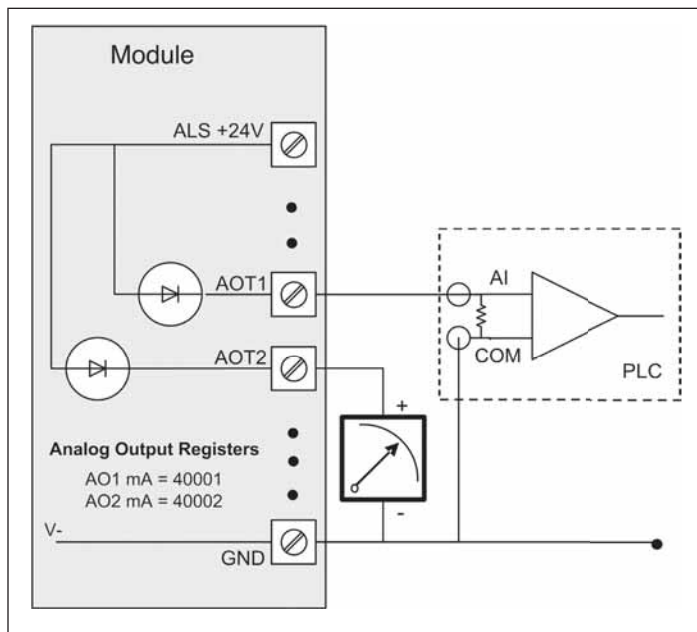 Module
ALS +24V
AOT1
AI
AOT2
COM
PLC
+
Analog Output Registers
AO1 mA = 40001
AO2 mA = 40002
-
V-
GND